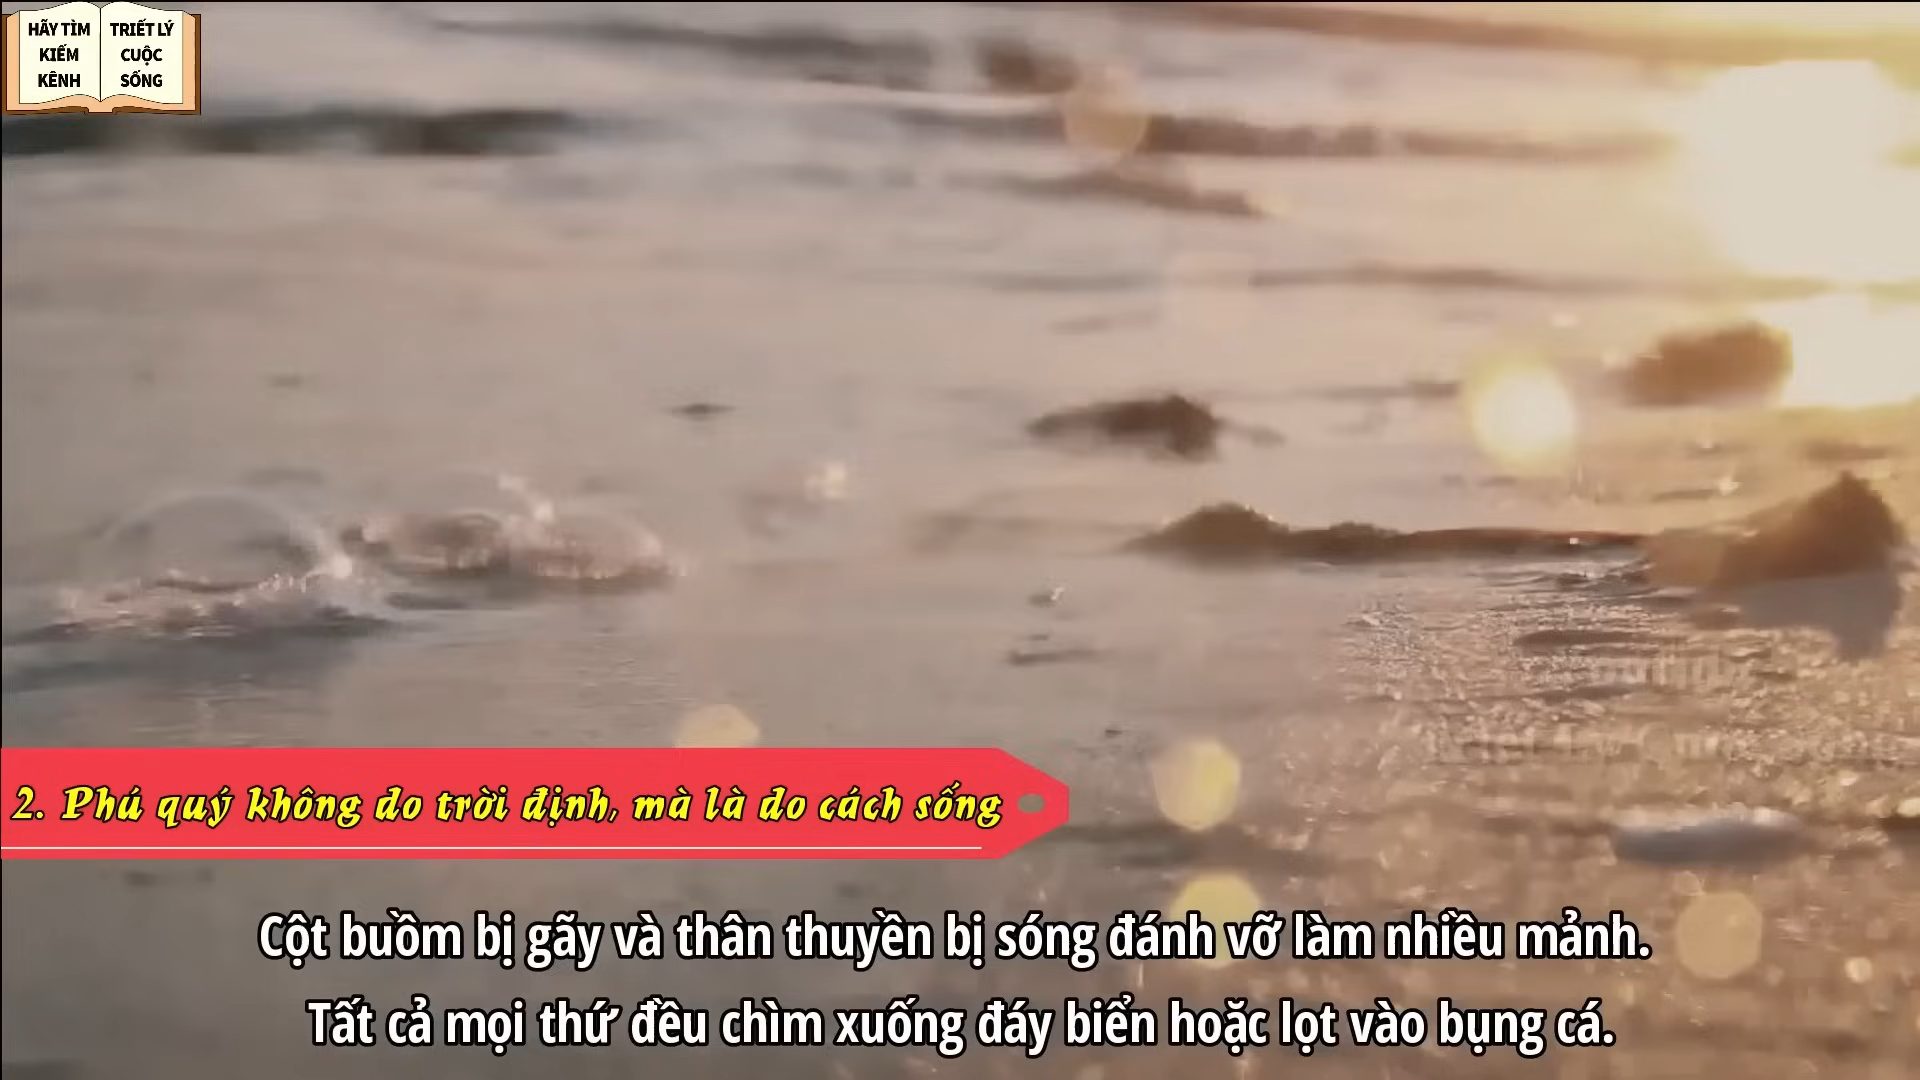 HÃY TÌM
KIẾM
KÊNH
TRIẾT LÝ
CUỘC
SỐNG
2. Phú quý không do trời định, mà là do cách sống
Cột buồm bị gãy và thân thuyền bị sóng đánh vỡ làm nhiều mảnh.
Tất cả mọi thứ đều chìm xuống đáy biển hoặc lọt vào bụng cá.